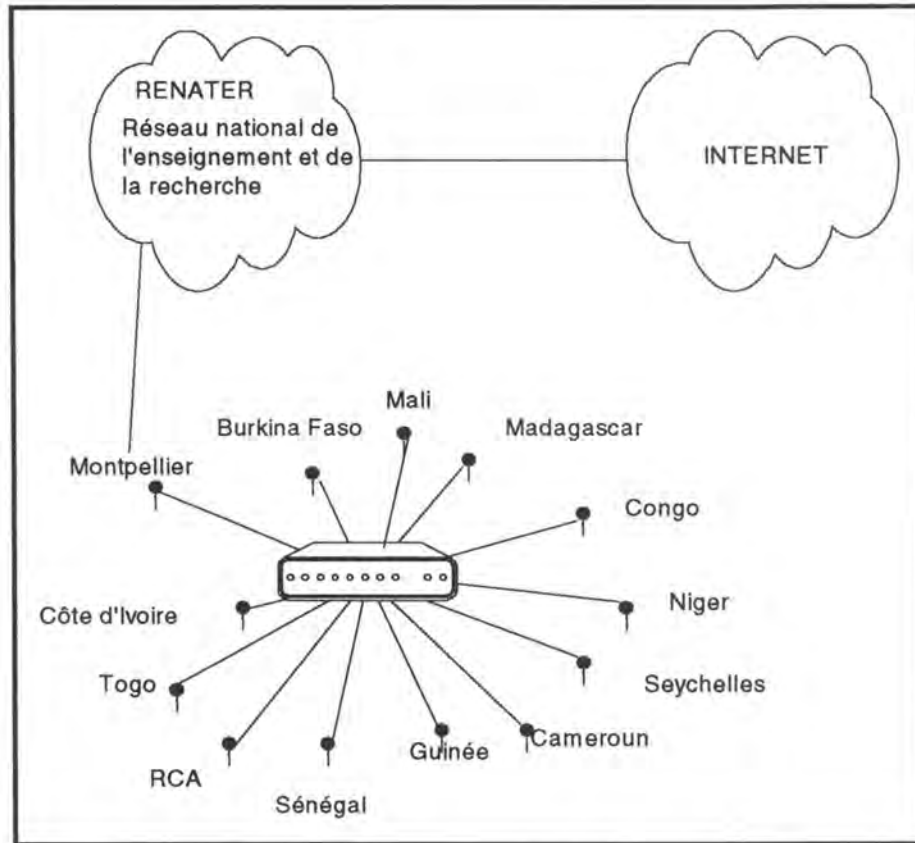 RENATER
Réseau national de
l'enseignement et de
la recherche
INTERNET
Mali
Burkina Faso
Madagascar
Montpellier
Congo
Côte d'Ivoire
Niger
Togo
Seychelles
Guinée
Cameroun
RCA
Sénégal